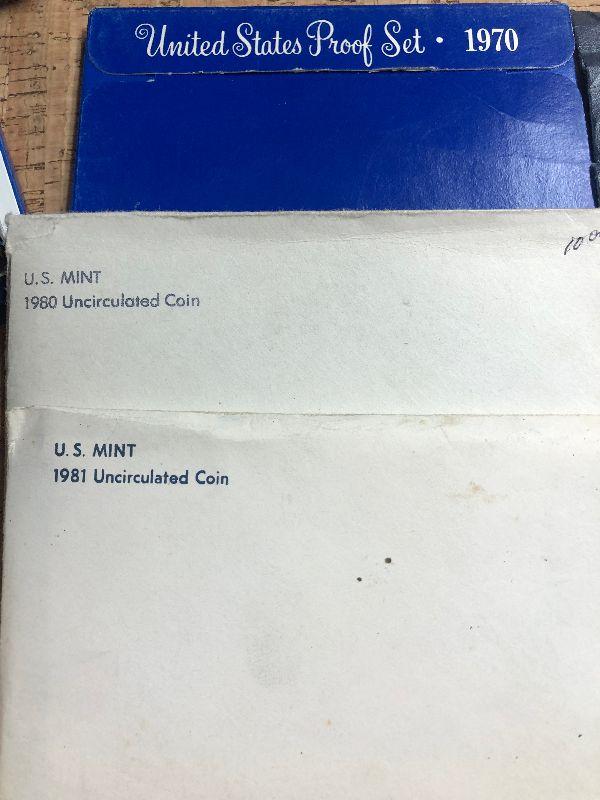 United States Proof Set • 1970
U.S. MINT
1980 Uncirculated Coin
U.S. MINT
1981 Uncirculated Coin